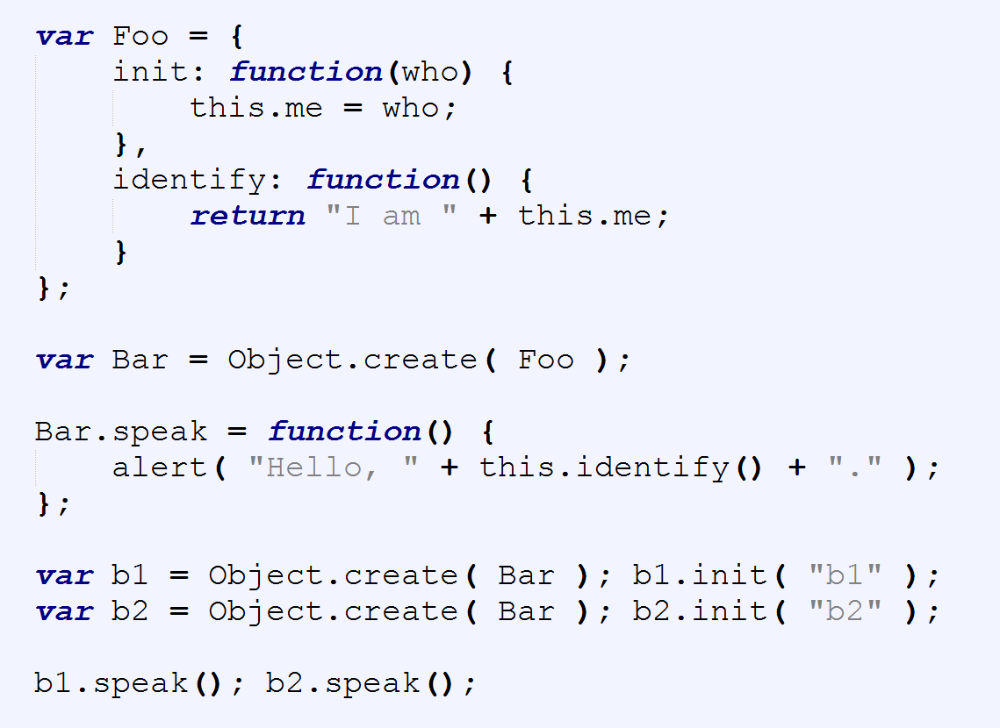 var Foo = {
    init: function(who) {
        this.me = who;
    },
    identify: function() {
        return "I am " + this.me;
    }
};

var Bar = Object.create( Foo );

Bar.speak = function() {
    alert( "Hello, " + this.identify() + "." );
};

var b1 = Object.create( Bar ); b1.init( "b1" );
var b2 = Object.create( Bar ); b2.init( "b2" );

b1.speak(); b2.speak();